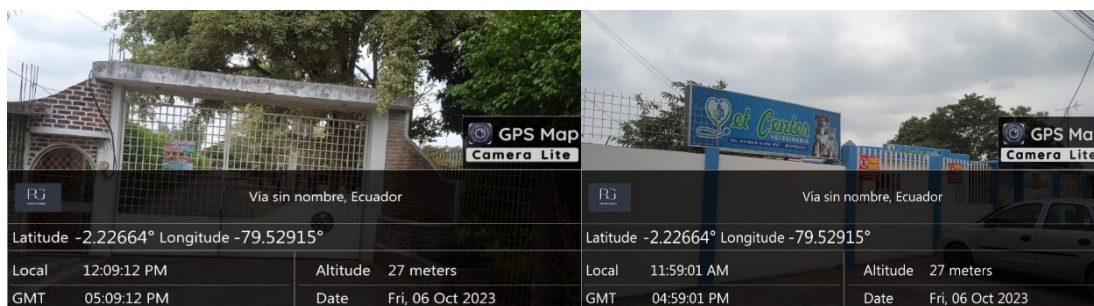 GPS Map
Camera Lite
RG
Vía sin nombre, Ecuador
Latitude -2.22664° Longitude -79.52915°
Local 12:09:12 PM
Altitude 27 meters
GMT 05:09:12 PM
Date Fri, 06 Oct 2023
Vet Center
VETERINARIA
GPS Ma
Camera Lite
RG
Vía sin nombre, Ecuador
Latitude -2.22664° Longitude -79.52915°
Local 11:59:01 AM
Altitude 27 meters
GMT 04:59:01 PM
Date Fri, 06 Oct 2023